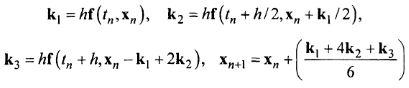 k₁ = hf(tₙ, xₙ),   k₂ = hf(tₙ + h/2, xₙ + k₁/2),
k₃ = hf(tₙ + h, xₙ − k₁ + 2k₂),   xₙ₊₁ = xₙ + ((k₁ + 4k₂ + k₃)/6)